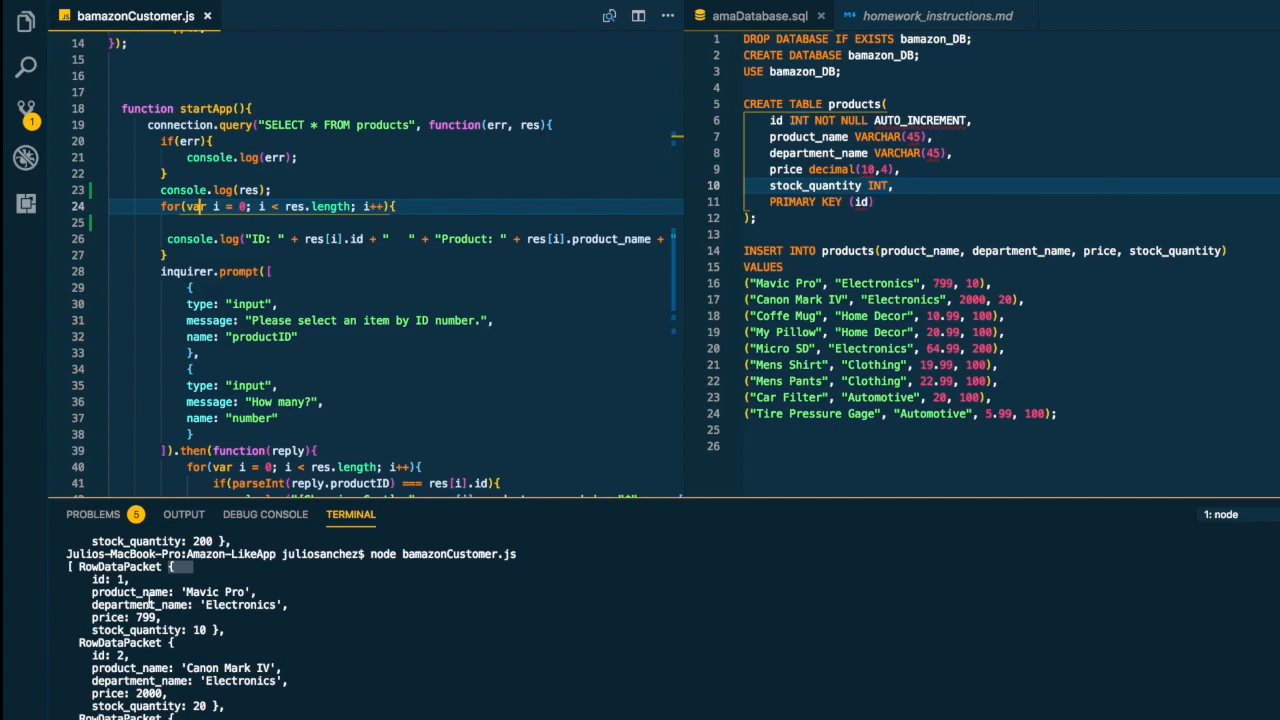 bamazonCustomer.js ×
amaDatabase.sql ×
homework_instructions.md
14 });
15
16
17
18 function startApp(){
19 connection.query("SELECT * FROM products", function(err, res){
20 if(err){
21 console.log(err);
22 }
23 console.log(res);
24 for(var i = 0; i < res.length; i++){
25
26 console.log("ID: " + res[i].id + "   " + "Product: " + res[i].product_name + "
27 }
28 inquirer.prompt([
29 {
30 type: "input",
31 message: "Please select an item by ID number.",
32 name: "productID"
33 },
34 {
35 type: "input",
36 message: "How many?",
37 name: "number"
38 }
39 ]).then(function(reply){
40 for(var i = 0; i < res.length; i++){
41 if(parseInt(reply.productID) === res[i].id){
1 DROP DATABASE IF EXISTS bamazon_DB;
2 CREATE DATABASE bamazon_DB;
3 USE bamazon_DB;
4
5 CREATE TABLE products(
6 id INT NOT NULL AUTO_INCREMENT,
7 product_name VARCHAR(45),
8 department_name VARCHAR(45),
9 price decimal(10,4),
10 stock_quantity INT,
11 PRIMARY KEY (id)
12 );
13
14 INSERT INTO products(product_name, department_name, price, stock_quantity)
15 VALUES
16 ("Mavic Pro", "Electronics", 799, 10),
17 ("Canon Mark IV", "Electronics", 2000, 20),
18 ("Coffe Mug", "Home Decor", 10.99, 100),
19 ("My Pillow", "Home Decor", 20.99, 100),
20 ("Micro SD", "Electronics", 64.99, 200),
21 ("Mens Shirt", "Clothing", 19.99, 100),
22 ("Mens Pants", "Clothing", 22.99, 100),
23 ("Car Filter", "Automotive", 20, 100),
24 ("Tire Pressure Gage", "Automotive", 5.99, 100);
25
26
1
PROBLEMS 5 OUTPUT DEBUG CONSOLE TERMINAL
1: node
stock_quantity: 200 },
Julios-MacBook-Pro:Amazon-LikeApp juliosanchez$ node bamazonCustomer.js
[ RowDataPacket {
id: 1,
product_name: 'Mavic Pro',
department_name: 'Electronics',
price: 799,
stock_quantity: 10 },
RowDataPacket {
id: 2,
product_name: 'Canon Mark IV',
department_name: 'Electronics',
price: 2000,
stock_quantity: 20 },
RowDataPacket {